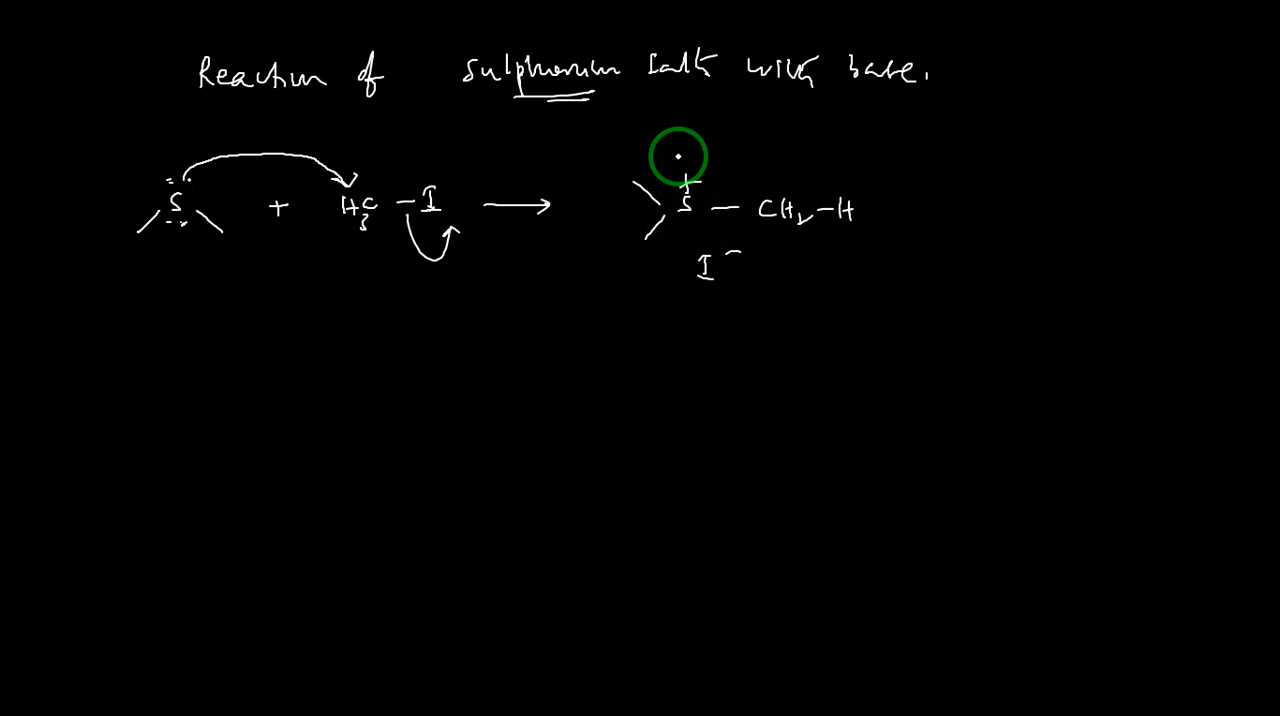 Reaction of sulphonium salts with base.
S + H₃C – I → S⁺ – CH₂ – H
I⁻